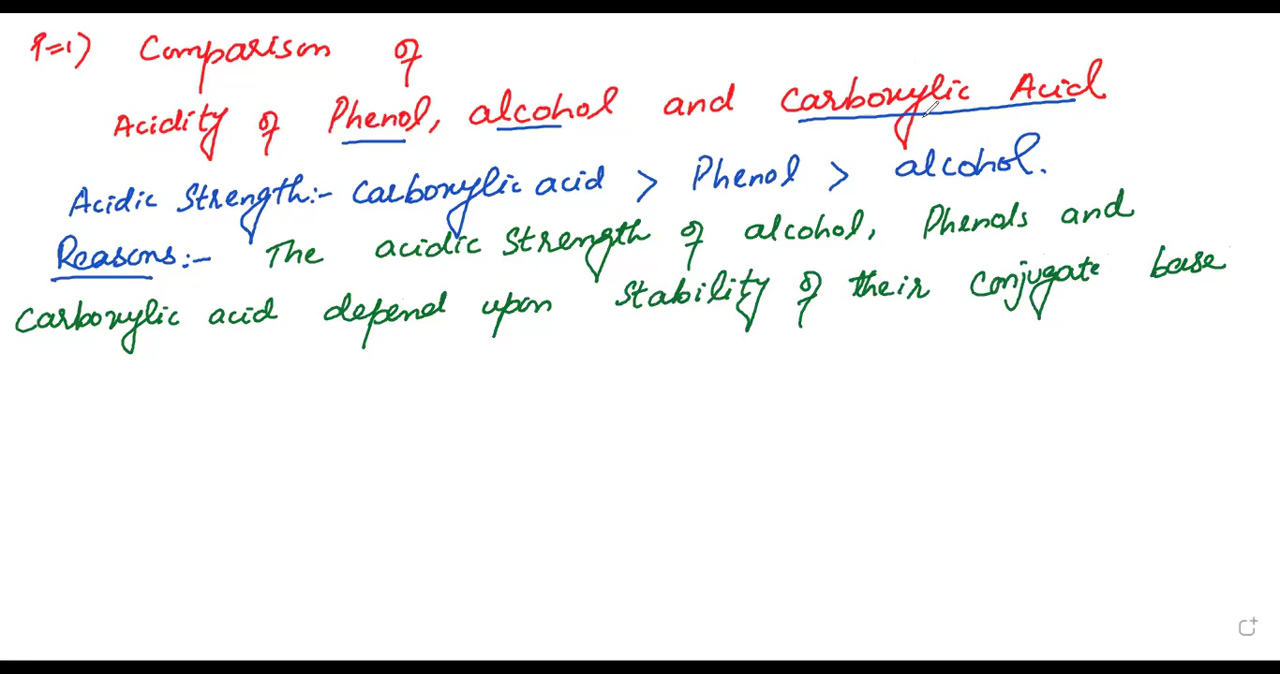 Q=1) Comparison of
Acidity of Phenol, alcohol and Carboxylic Acid
Acidic Strength:- Carboxylic acid > Phenol > alcohol.
Reasons:- The acidic strength of alcohol, Phenols and
Carboxylic acid depend upon stability of their conjugate base